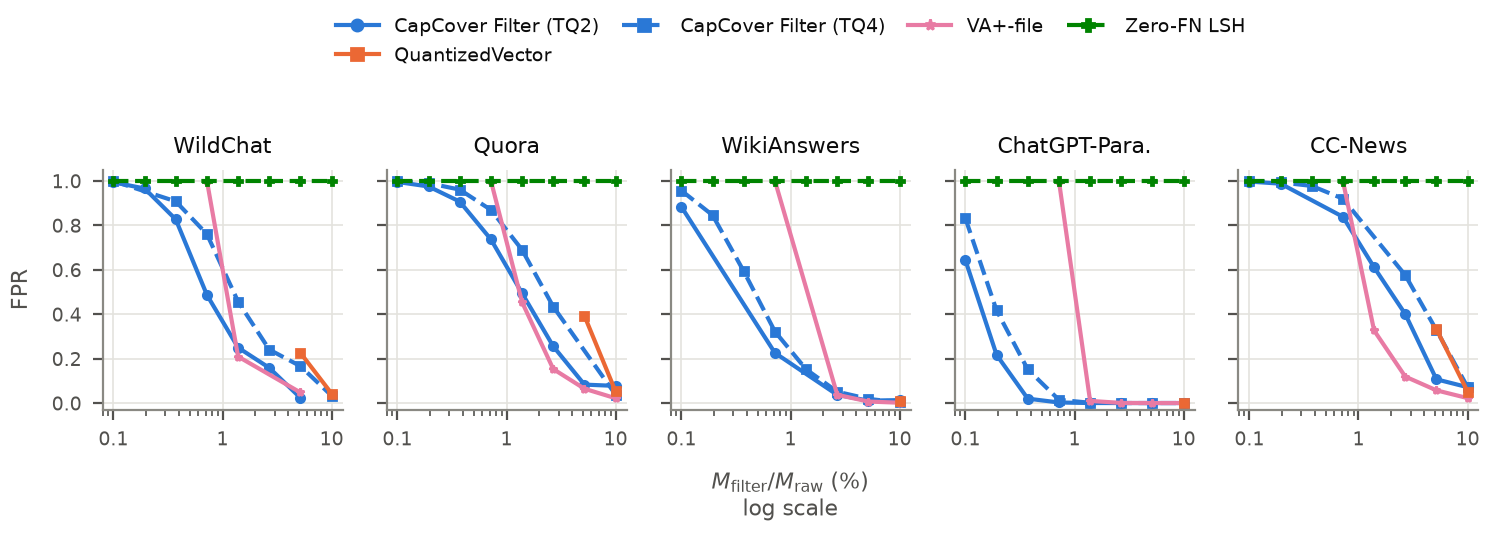 CapCover Filter (TQ2) CapCover Filter (TQ4) VA+-file Zero-FN LSH
QuantizedVector
WildChat Quora WikiAnswers ChatGPT-Para. CC-News
FPR
1.0
0.8
0.6
0.4
0.2
0.0
0.1 1 10 0.1 1 10 0.1 1 10 0.1 1 10 0.1 1 10
M_filter/M_raw (%)
log scale